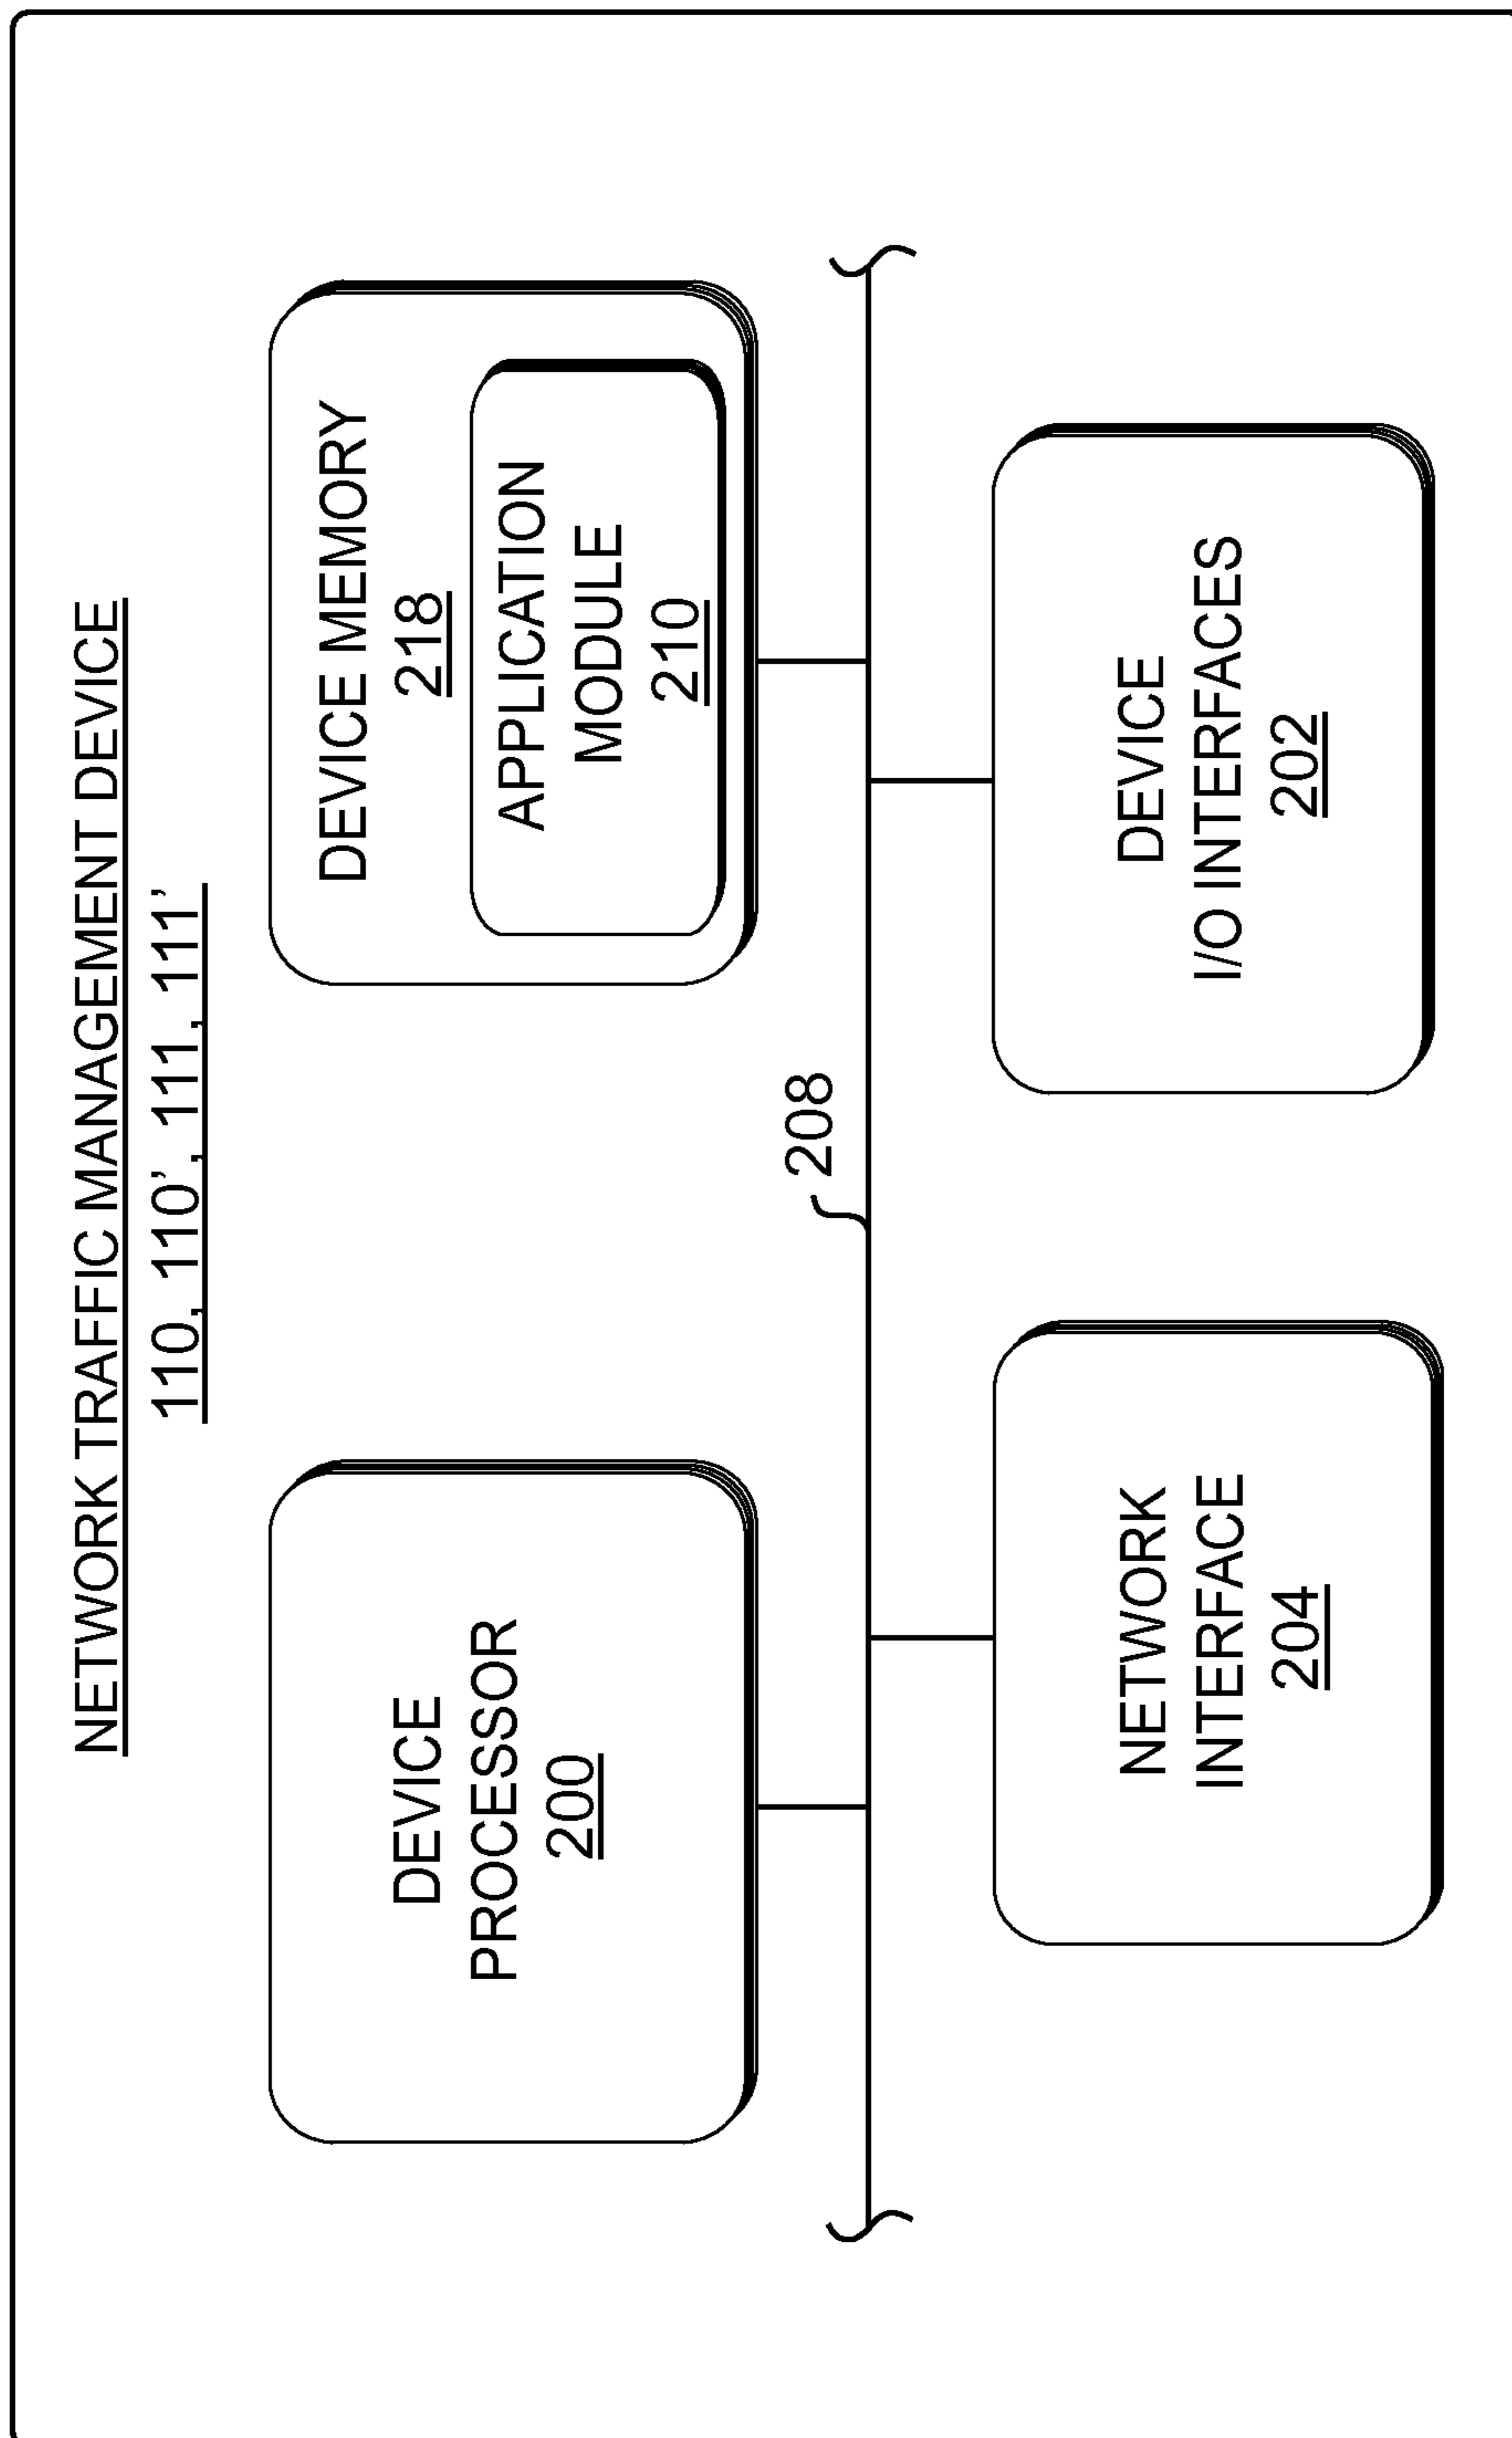 NETWORK TRAFFIC MANAGEMENT DEVICE
110, 110’, 111, 111’
DEVICE
PROCESSOR
200
DEVICE MEMORY
218
APPLICATION
MODULE
210
208
NETWORK
INTERFACE
204
DEVICE
I/O INTERFACES
202